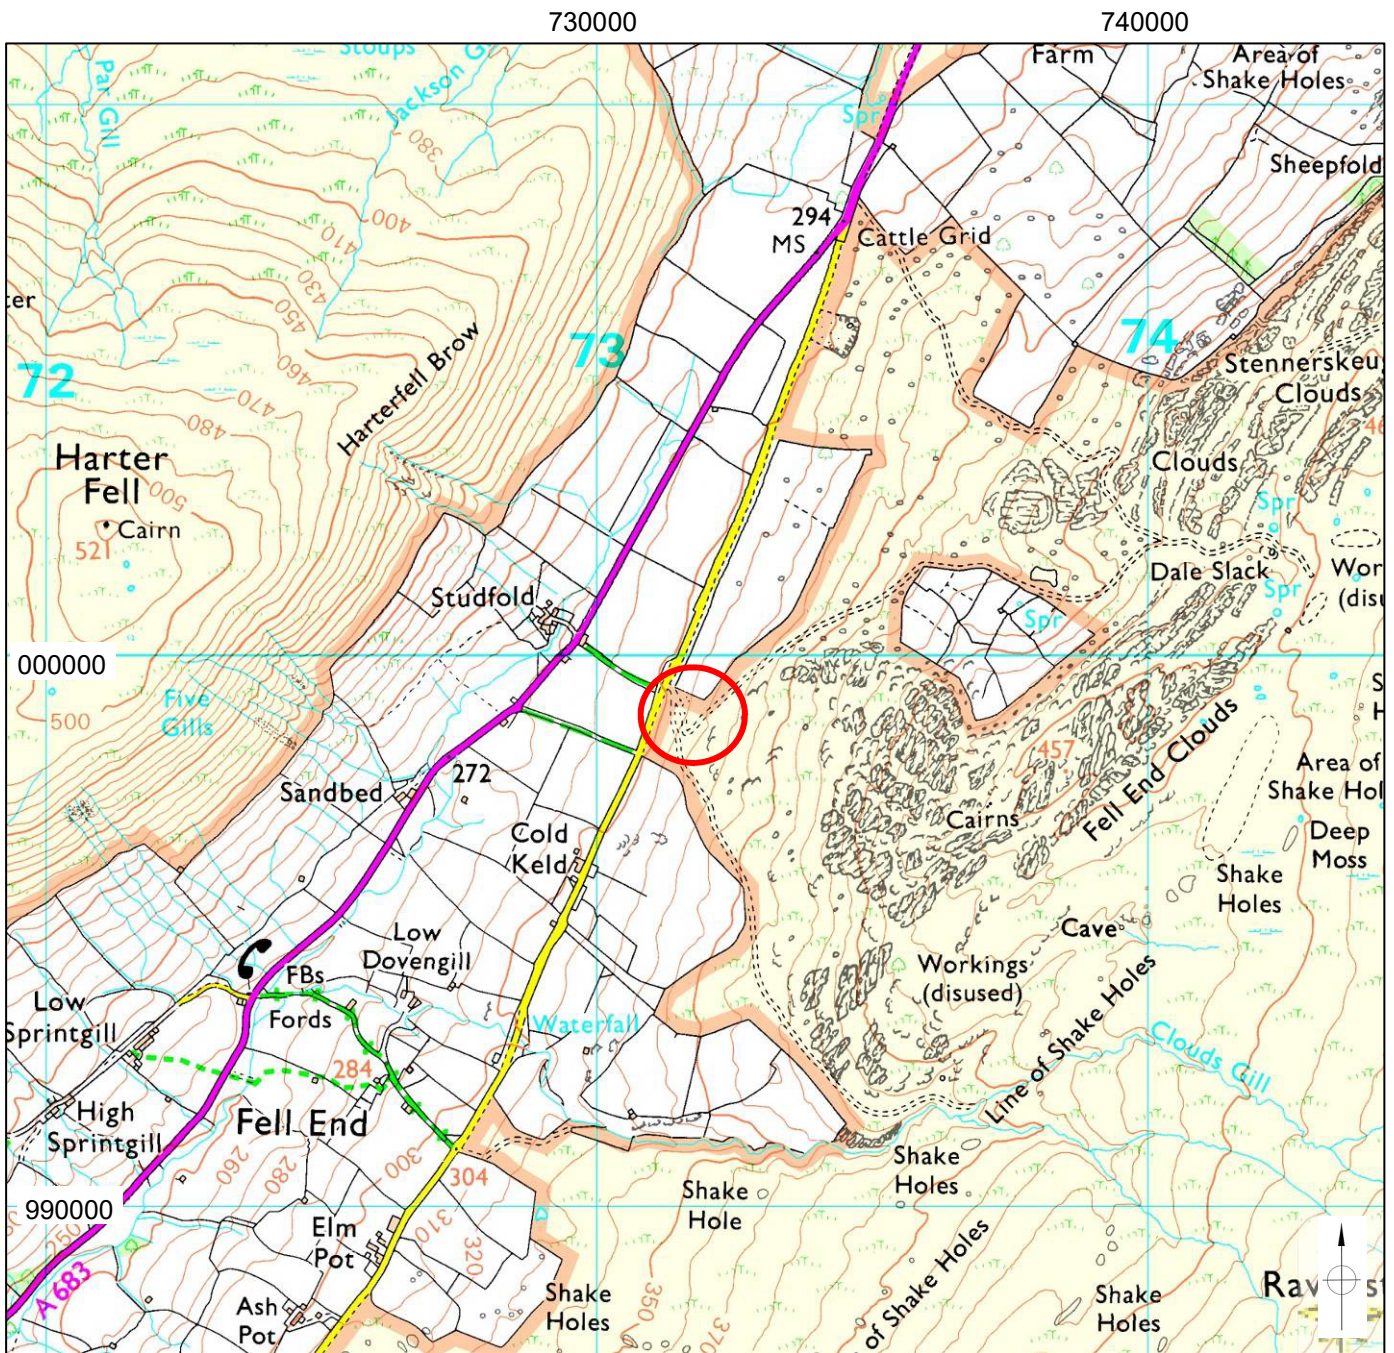 730000
740000
Stoups
Par Gill
Jackson G
Farm
Area of
Shake Holes
Spr
Sheepfold
380
400
410
430
450
460
470
480
294
MS
Cattle Grid
Harterfell Brow
73
74
72
Stennerskeu
Clouds
Harter
Fell
500
Cairn
521
Clouds
Spr
Dale Slack
Spr
Wor
(disu
Studfold
Spr
000000
Five
Gills
500
457
Fell End Clouds
Area of
Shake Hol
Deep
Moss
272
Sandbed
Cairns
Cold
Keld
Shake
Holes
Cave
Low
Dovengill
FBs
Fords
Workings
(disused)
Low
Sprintgill
Waterfall
Line of Shake Holes
Clouds Gill
284
High
Sprintgill
Fell End
260
280
300
304
Shake
Holes
Shake
Hole
990000
250
310
320
Elm
Pot
A 683
Ash
Pot
Shake
Holes
350
370
of Shake Holes
Shake
Holes
Rav
st